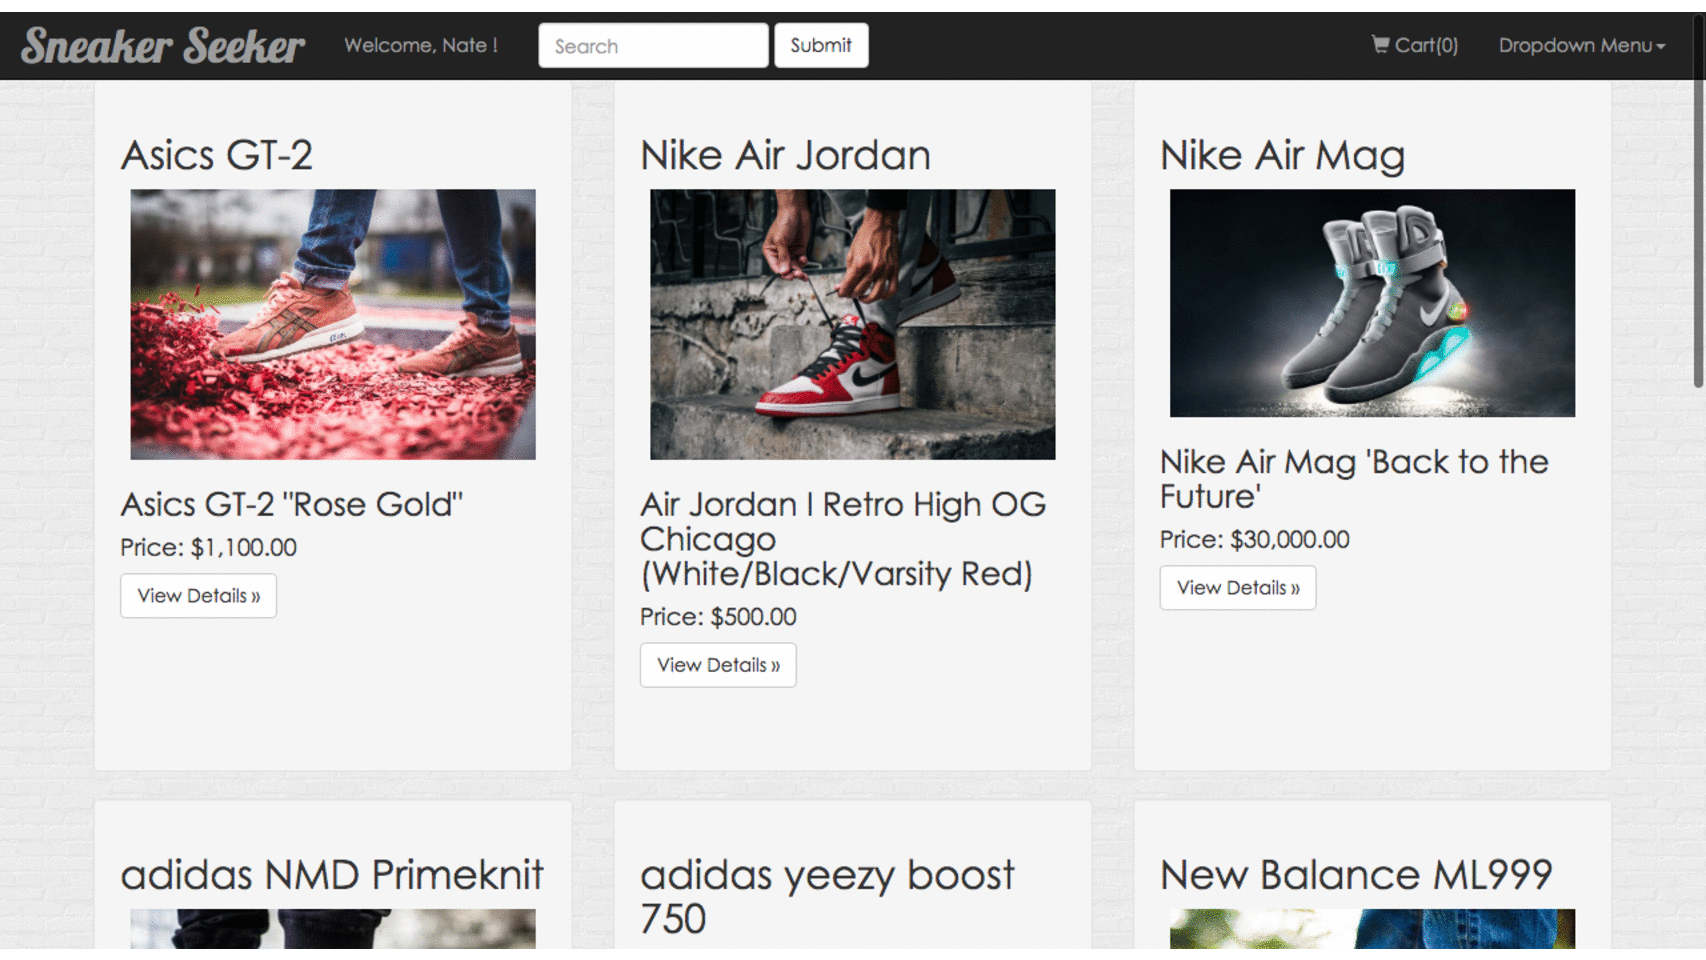 Sneaker Seeker
Welcome, Nate !
Search
Submit
Cart(0)
Dropdown Menu
Asics GT-2
Asics GT-2 "Rose Gold"
Price: $1,100.00
View Details »
Nike Air Jordan
Air Jordan I Retro High OG
Chicago
(White/Black/Varsity Red)
Price: $500.00
View Details »
Nike Air Mag
Nike Air Mag 'Back to the
Future'
Price: $30,000.00
View Details »
adidas NMD Primeknit
adidas yeezy boost
750
New Balance ML999